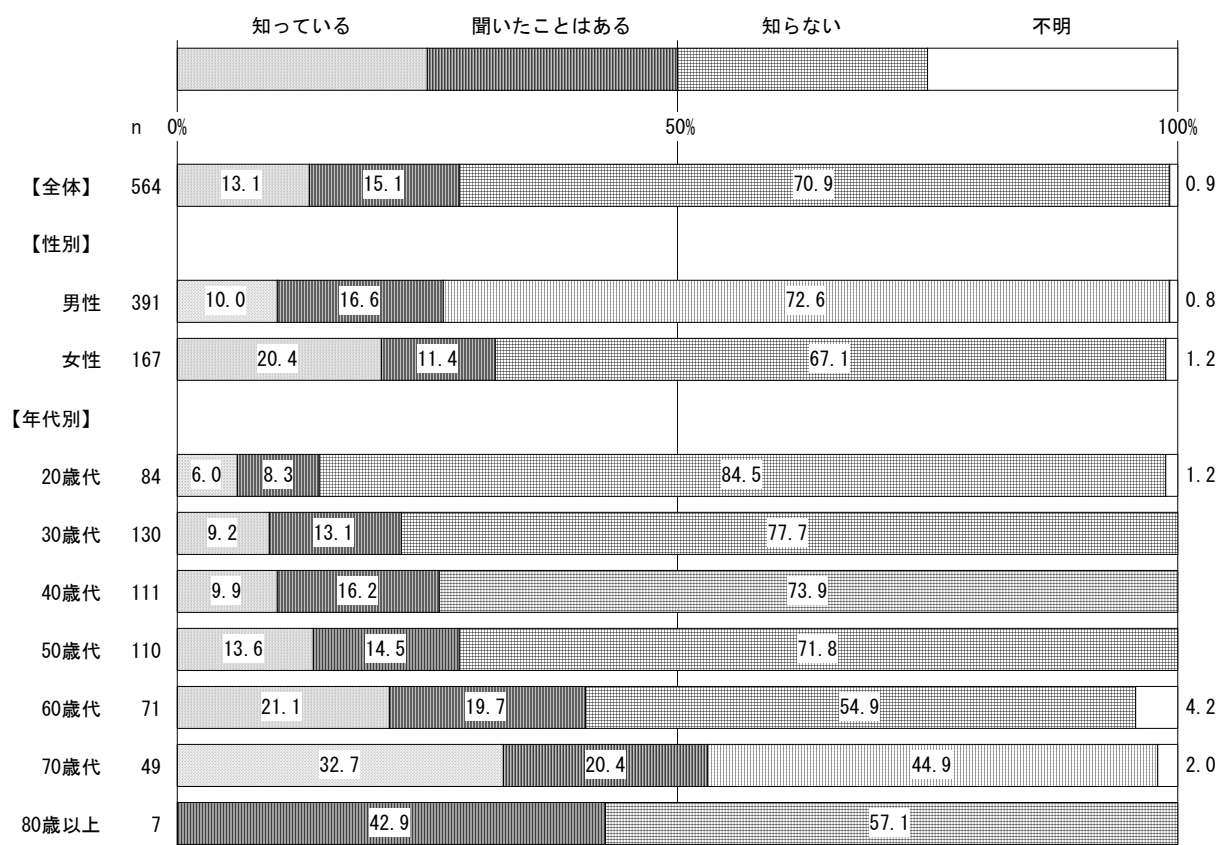 知っている 聞いたことはある 知らない 不明
n 0% 50% 100%
【全体】 564 13.1 15.1 70.9 0.9
【性別】
男性 391 10.0 16.6 72.6 0.8
女性 167 20.4 11.4 67.1 1.2
【年代別】
20歳代 84 6.0 8.3 84.5 1.2
30歳代 130 9.2 13.1 77.7
40歳代 111 9.9 16.2 73.9
50歳代 110 13.6 14.5 71.8
60歳代 71 21.1 19.7 54.9 4.2
70歳代 49 32.7 20.4 44.9 2.0
80歳以上 7 42.9 57.1